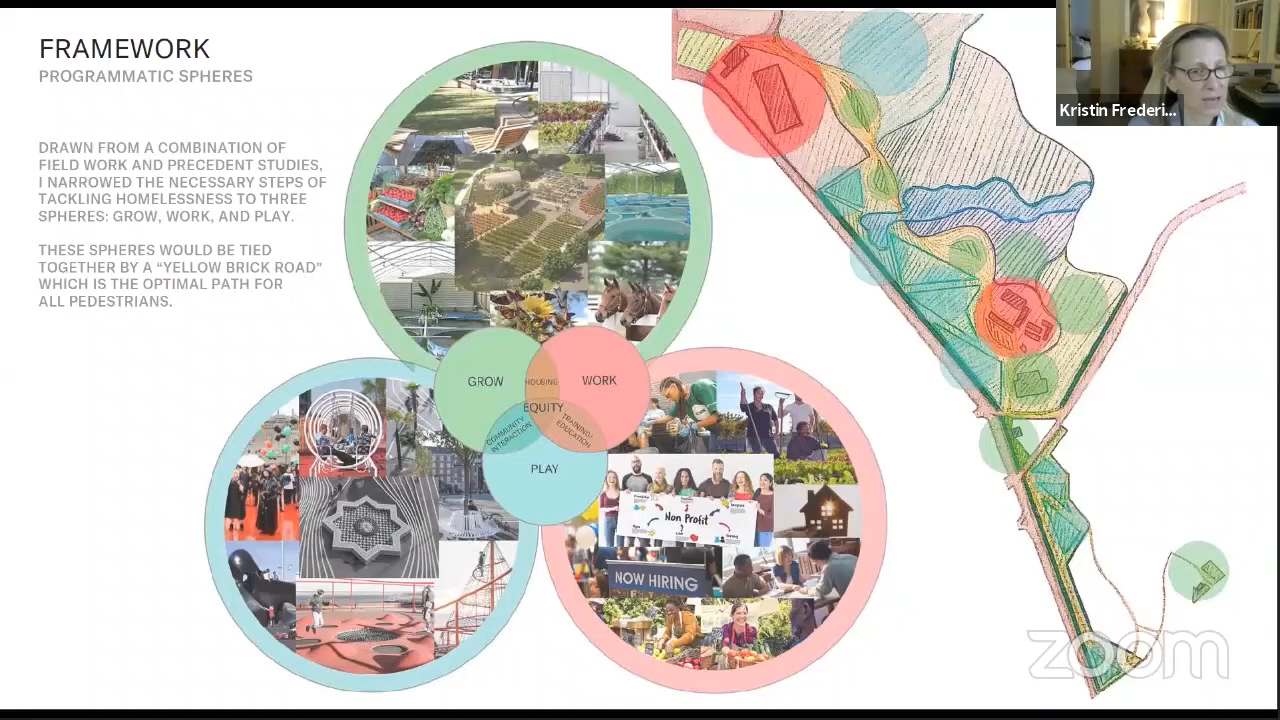 FRAMEWORK
PROGRAMMATIC SPHERES
DRAWN FROM A COMBINATION OF
FIELD WORK AND PRECEDENT STUDIES,
I NARROWED THE NECESSARY STEPS OF
TACKLING HOMELESSNESS TO THREE
SPHERES: GROW, WORK, AND PLAY.
THESE SPHERES WOULD BE TIED
TOGETHER BY A “YELLOW BRICK ROAD”
WHICH IS THE OPTIMAL PATH FOR
ALL PEDESTRIANS.
GROW
HOUSING
WORK
EQUITY
COMMUNITY
INTERACTION
TRAINING/
EDUCATION
PLAY
Non Profit
NOW HIRING
Kristin Frederi...
zoom